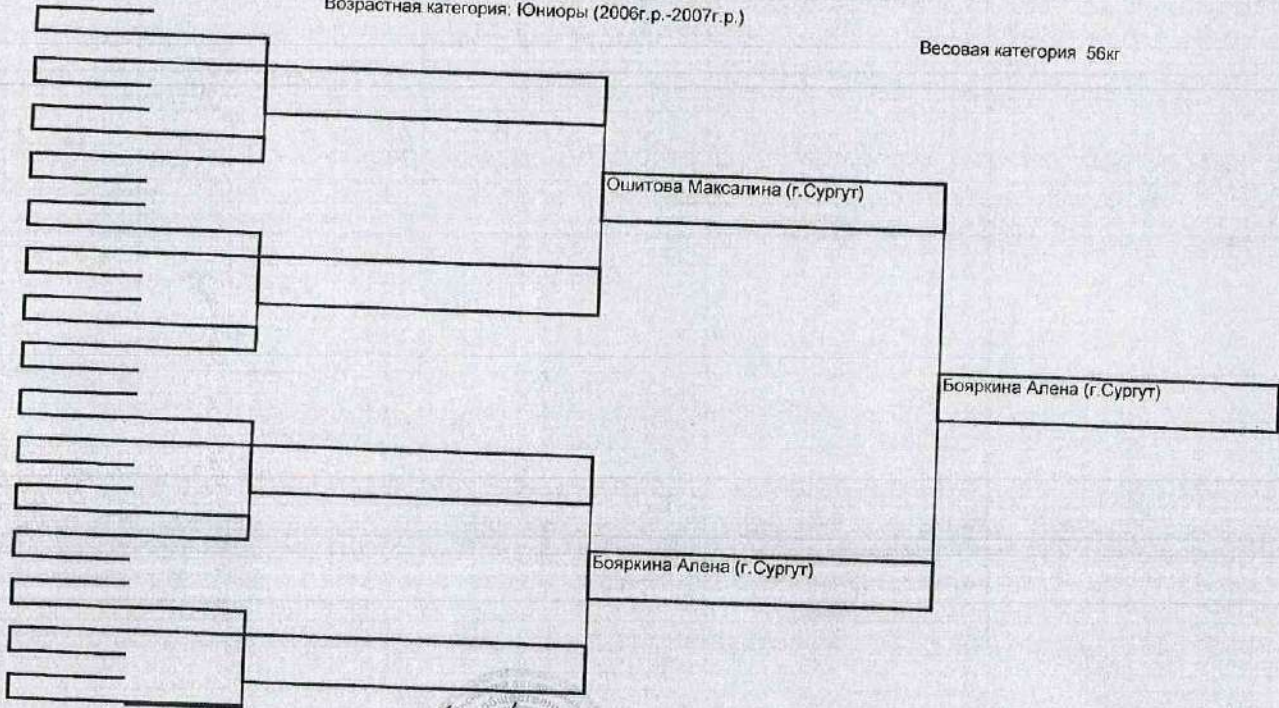 Возрастная категория: Юниоры (2006г.р.-2007г.р.)
Весовая категория 56кг
Ошитова Максалина (г.Сургут)
Бояркина Алена (г.Сургут)
Бояркина Алена (г.Сургут)